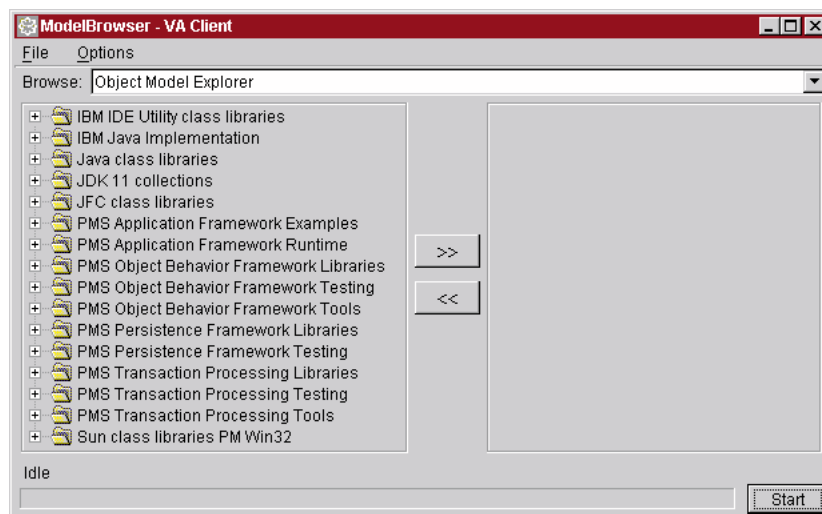 ModelBrowser - VA Client
File Options
Browse: Object Model Explorer
IBM IDE Utility class libraries
IBM Java Implementation
Java class libraries
JDK 11 collections
JFC class libraries
PMS Application Framework Examples
PMS Application Framework Runtime
PMS Object Behavior Framework Libraries
PMS Object Behavior Framework Testing
PMS Object Behavior Framework Tools
PMS Persistence Framework Libraries
PMS Persistence Framework Testing
PMS Transaction Processing Libraries
PMS Transaction Processing Testing
PMS Transaction Processing Tools
Sun class libraries PM Win32
>>
<<
Idle
Start